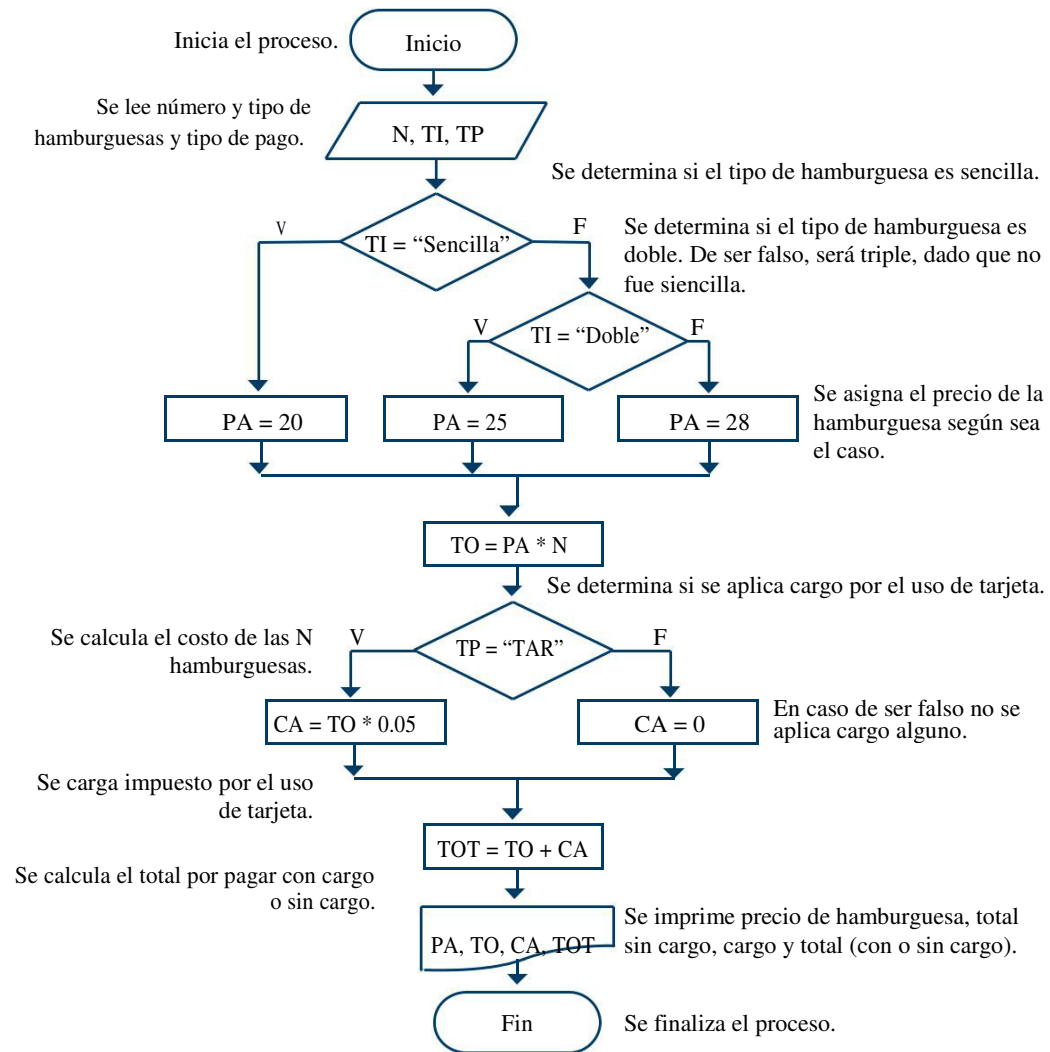 Inicia el proceso.
Inicio
Se lee número y tipo de
hamburguesas y tipo de pago.
N, TI, TP
Se determina si el tipo de hamburguesa es sencilla.
V
TI = “Sencilla”
F
Se determina si el tipo de hamburguesa es
doble. De ser falso, será triple, dado que no
fue siencilla.
V
TI = “Doble”
F
PA = 20
PA = 25
PA = 28
Se asigna el precio de la
hamburguesa según sea
el caso.
TO = PA * N
Se determina si se aplica cargo por el uso de tarjeta.
Se calcula el costo de las N
hamburguesas.
V
TP = “TAR”
F
CA = TO * 0.05
CA = 0
En caso de ser falso no se
aplica cargo alguno.
Se carga impuesto por el uso
de tarjeta.
TOT = TO + CA
Se calcula el total por pagar con cargo
o sin cargo.
PA, TO, CA, TOT
Se imprime precio de hamburguesa, total
sin cargo, cargo y total (con o sin cargo).
Fin
Se finaliza el proceso.